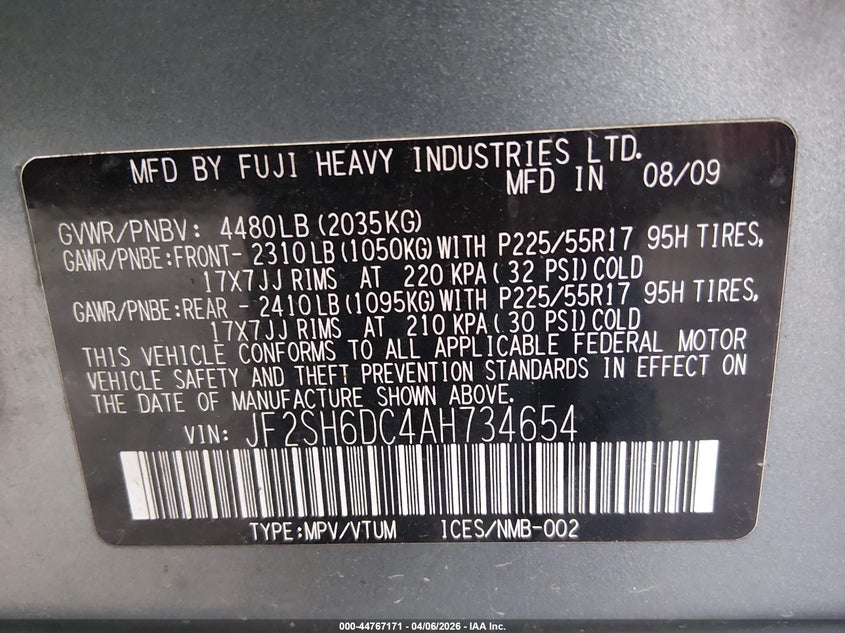 MFD BY FUJI HEAVY INDUSTRIES LTD.
MFD IN 08/09
GVWR/PNBV: 4480LB (2035KG)
GAWR/PNBE:FRONT- 2310LB (1050KG)WITH P225/55R17 95H TIRES,
17X7JJ RIMS AT 220 KPA ( 32 PSI) COLD
GAWR/PNBE:REAR - 2410LB (1095KG)WITH P225/55R17 95H TIRES,
17X7JJ RIMS AT 210 KPA ( 30 PSI) COLD
THIS VEHICLE CONFORMS TO ALL APPLICABLE FEDERAL MOTOR
VEHICLE SAFETY AND THEFT PREVENTION STANDARDS IN EFFECT ON
THE DATE OF MANUFACTURE SHOWN ABOVE.
VIN: JF2SH6DC4AH734654
TYPE:MPV/VTUM ICES/NMB-002
000-44767171 - 04/06/2026 - IAA Inc.